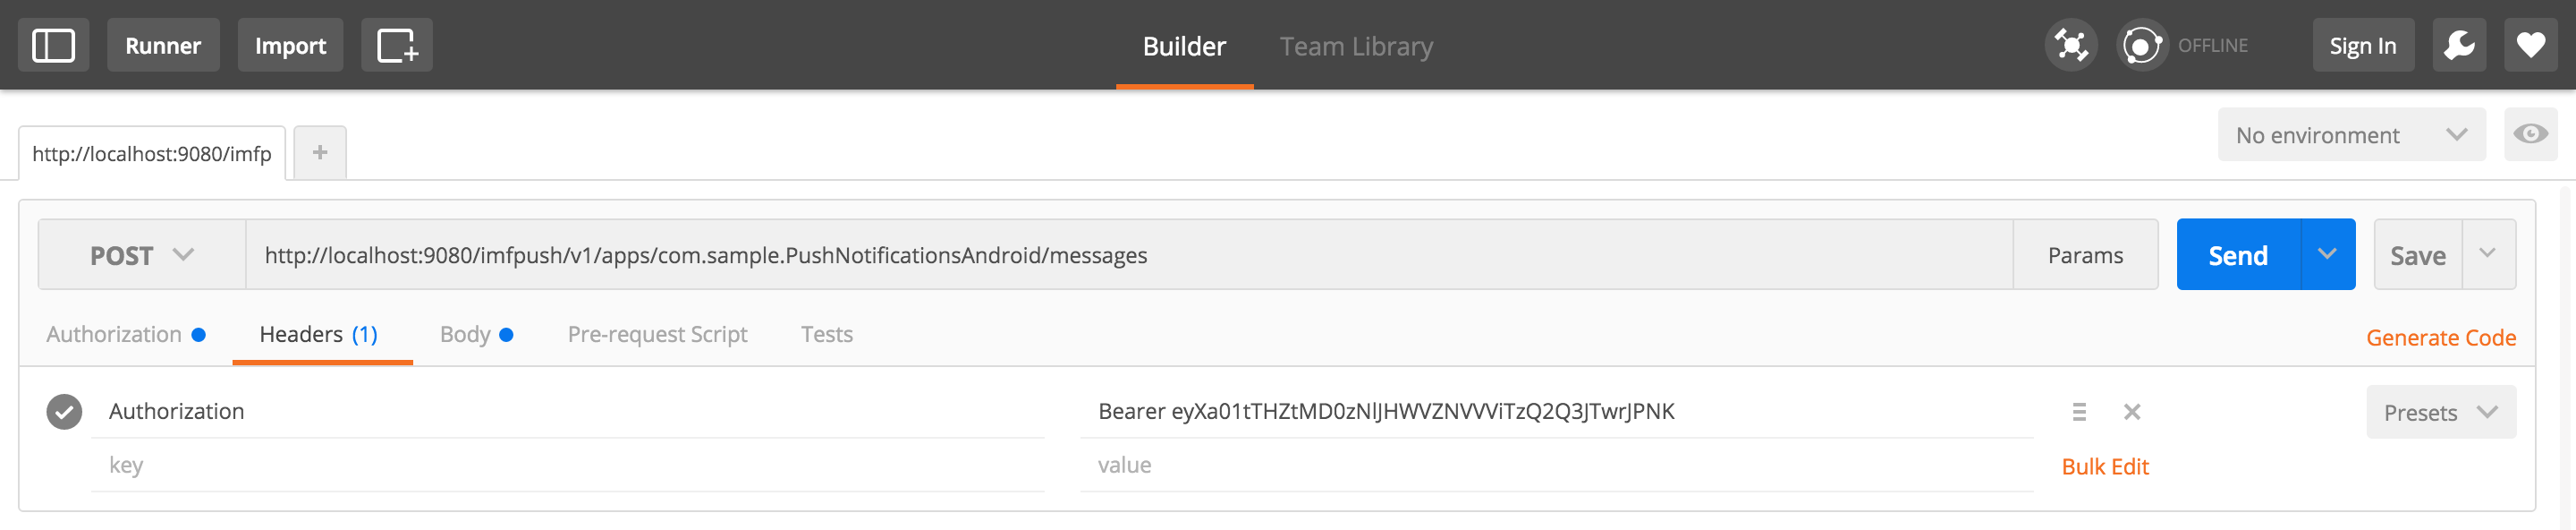 Runner Import Builder Team Library OFFLINE Sign In
http://localhost:9080/imfp + No environment
POST http://localhost:9080/imfpush/v1/apps/com.sample.PushNotificationsAndroid/messages Params Send Save
Authorization Headers (1) Body Pre-request Script Tests Generate Code
Authorization Bearer eyXa01tTHZtMD0zNlJHWVZNVVViTzQ2Q3JTwrJPNK Presets
key value Bulk Edit